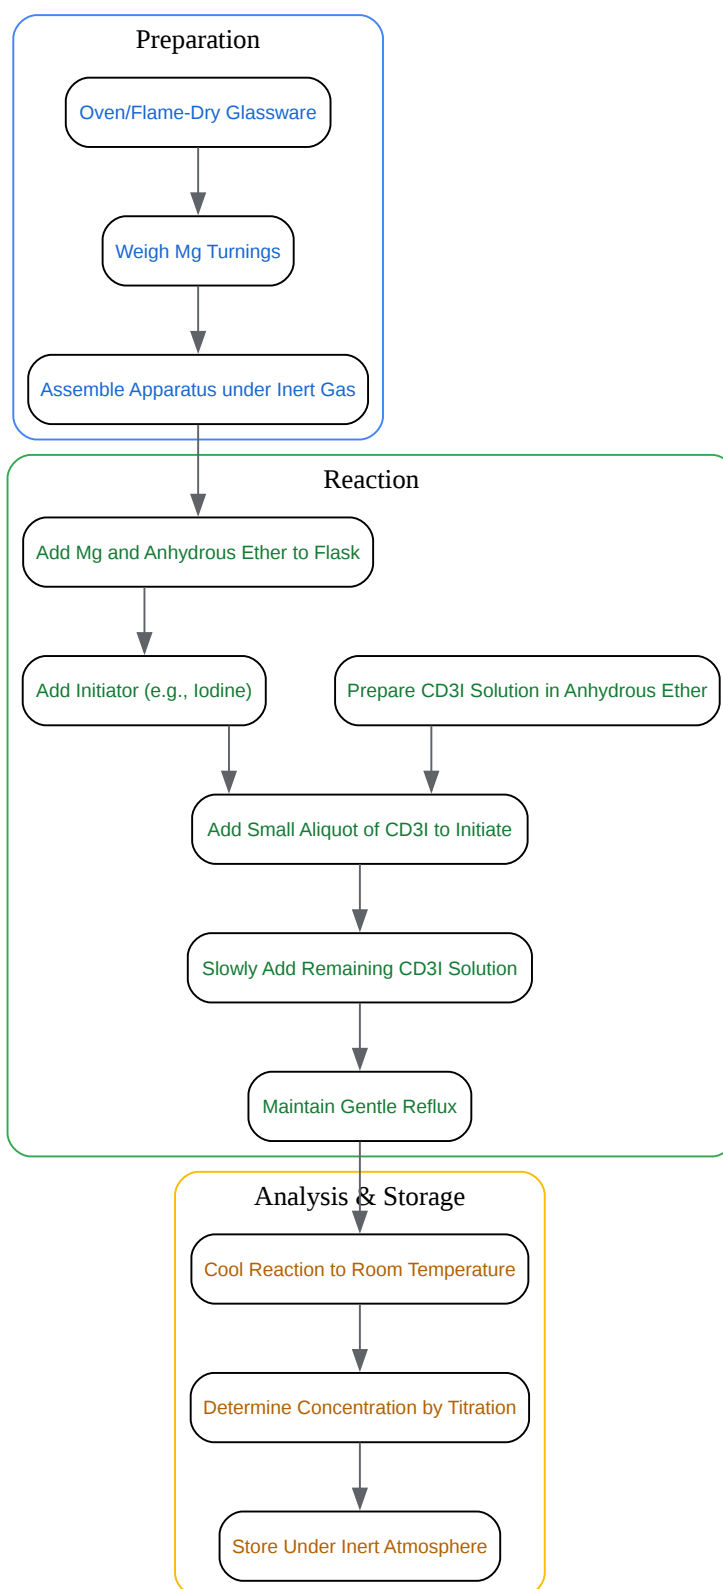 Preparation
Oven/Flame-Dry Glassware
Weigh Mg Turnings
Assemble Apparatus under Inert Gas
Reaction
Add Mg and Anhydrous Ether to Flask
Add Initiator (e.g., Iodine)
Prepare CD3I Solution in Anhydrous Ether
Add Small Aliquot of CD3I to Initiate
Slowly Add Remaining CD3I Solution
Maintain Gentle Reflux
Analysis & Storage
Cool Reaction to Room Temperature
Determine Concentration by Titration
Store Under Inert Atmosphere